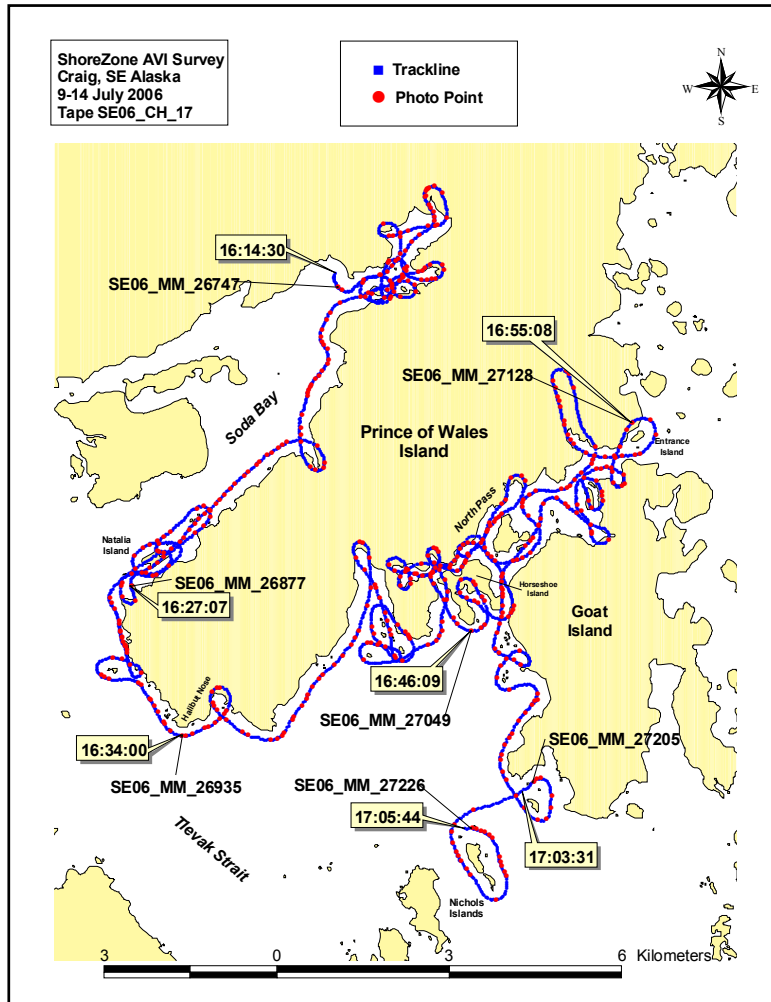 ShoreZone AVI Survey
Craig, SE Alaska
9-14 July 2006
Tape SE06_CH_17
Trackline
Photo Point
N
W
E
S
16:14:30
SE06_MM_26747
16:55:08
SE06_MM_27128
Soda Bay
Prince of Wales
Island
Entrance
Island
North Pass
Natalia
Island
SE06_MM_26877
16:27:07
Horseshoe
Island
Goat
Island
Halibut Nose
16:46:09
SE06_MM_27049
16:34:00
SE06_MM_27205
SE06_MM_26935
SE06_MM_27226
17:05:44
17:03:31
Tlevak Strait
Nichols
Islands
3 0 3 6 Kilometers